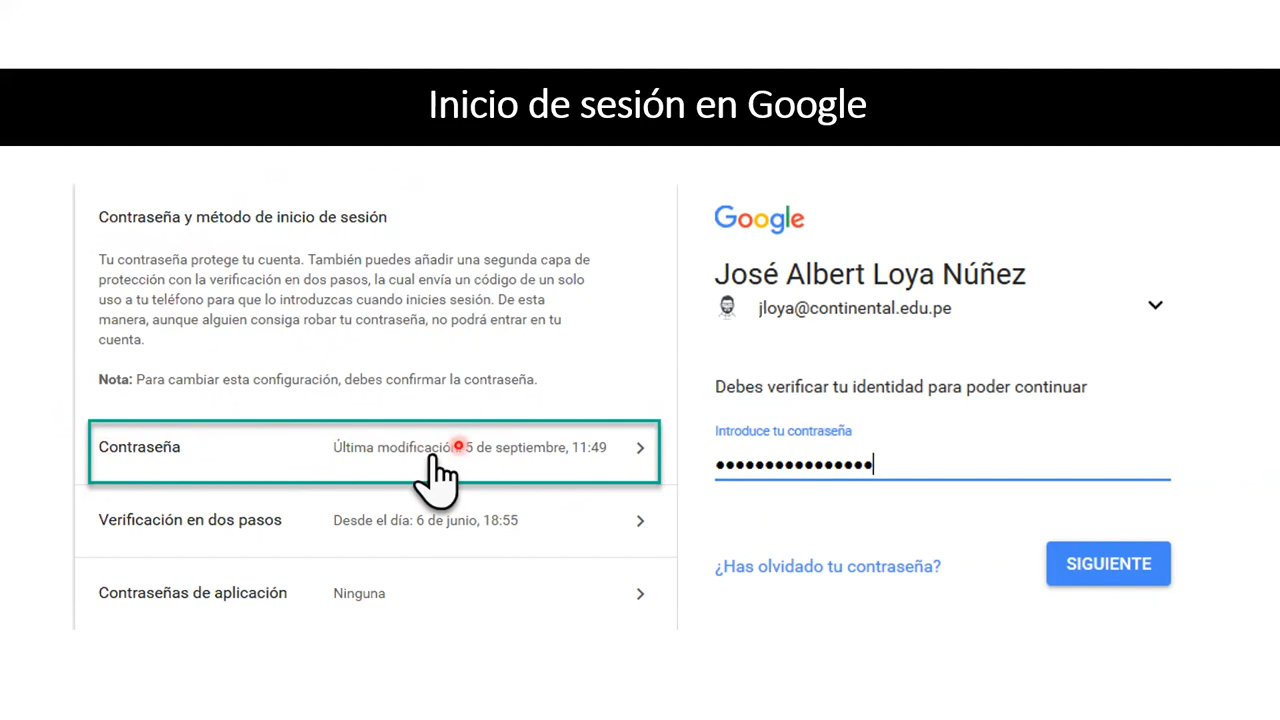 Inicio de sesión en Google
Contraseña y método de inicio de sesión
Tu contraseña protege tu cuenta. También puedes añadir una segunda capa de
protección con la verificación en dos pasos, la cual envía un código de un solo
uso a tu teléfono para que lo introduzcas cuando inicies sesión. De esta
manera, aunque alguien consiga robar tu contraseña, no podrá entrar en tu
cuenta.
Nota: Para cambiar esta configuración, debes confirmar la contraseña.
Contraseña Última modificación 5 de septiembre, 11:49
Verificación en dos pasos Desde el día: 6 de junio, 18:55
Contraseñas de aplicación Ninguna
Google
José Albert Loya Núñez
jloya@continental.edu.pe
Debes verificar tu identidad para poder continuar
Introduce tu contraseña
••••••••••••••••
¿Has olvidado tu contraseña? SIGUIENTE